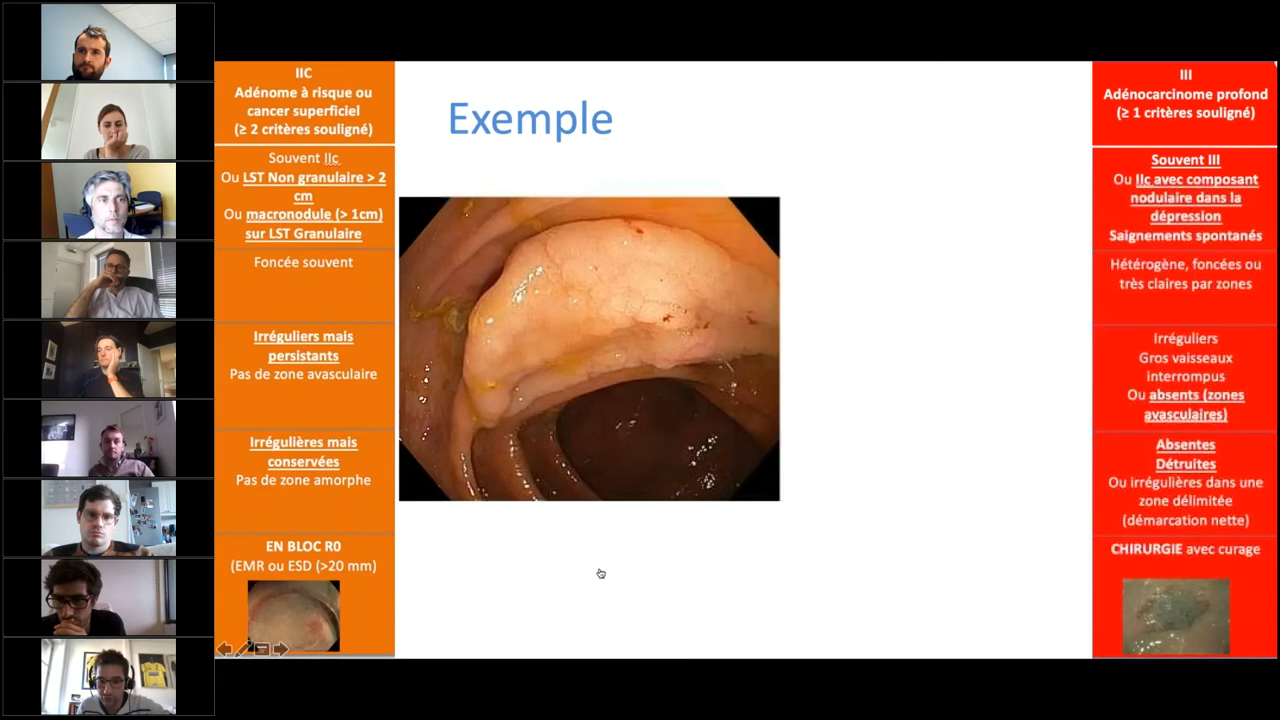 IIC
Adénome à risque ou
cancer superficiel
(≥ 2 critères souligné)
Souvent IIc
Ou LST Non granulaire > 2
cm
Ou macronodule (> 1cm)
sur LST Granulaire
Foncée souvent
Irréguliers mais
persistants
Pas de zone avasculaire
Irrégulières mais
conservées
Pas de zone amorphe
EN BLOC R0
(EMR ou ESD (>20 mm)
Exemple
III
Adénocarcinome profond
(≥ 1 critères souligné)
Souvent III
Ou IIc avec composant
nodulaire dans la
dépression
Saignements spontanés
Hétérogène, foncées ou
très claires par zones
Irréguliers
Gros vaisseaux
interrompus
Ou absents (zones
avasculaires)
Absentes
Détruites
Ou irrégulières dans une
zone délimitée
(démarcation nette)
CHIRURGIE avec curage